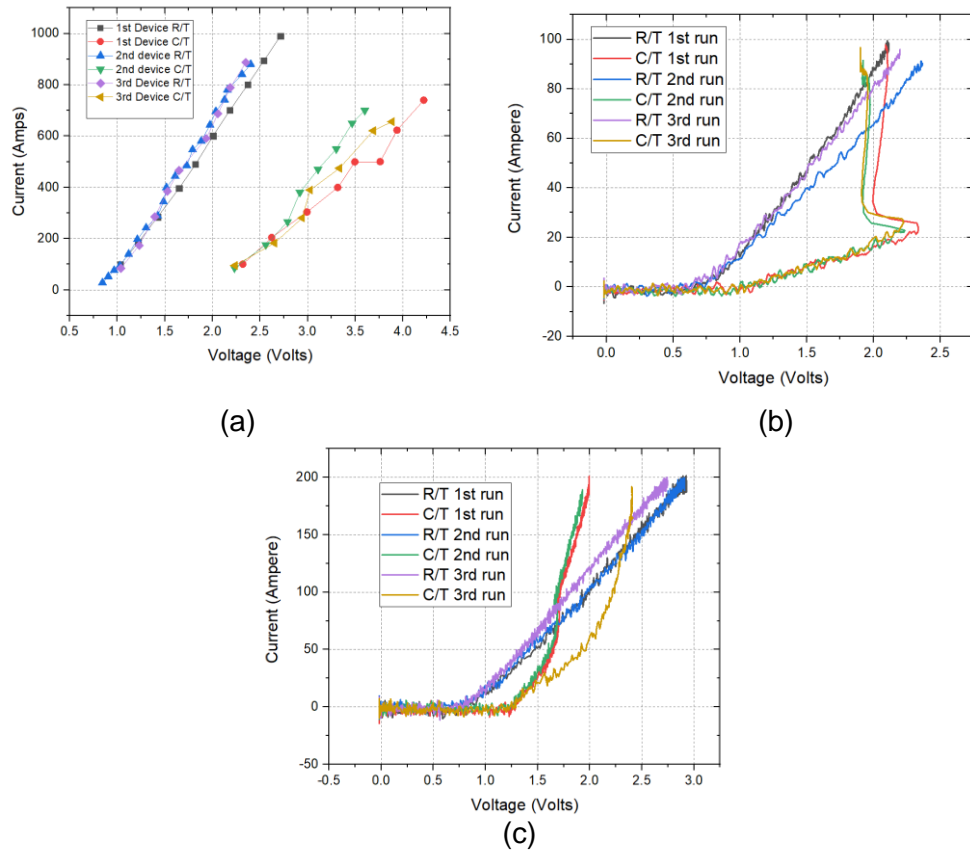 1st Device R/T
1st Device C/T
2nd device R/T
2nd device C/T
3rd Device R/T
3rd Device C/T
1000
800
600
400
200
0
Current (Amps)
0.5 1.0 1.5 2.0 2.5 3.0 3.5 4.0 4.5
Voltage (Volts)
(a)
R/T 1st run
C/T 1st run
R/T 2nd run
C/T 2nd run
R/T 3rd run
C/T 3rd run
100
80
60
40
20
0
-20
Current (Ampere)
0.0 0.5 1.0 1.5 2.0 2.5
Voltage (Volts)
(b)
R/T 1st run
C/T 1st run
R/T 2nd run
C/T 2nd run
R/T 3rd run
C/T 3rd run
200
150
100
50
0
-50
Current (Ampere)
-0.5 0.0 0.5 1.0 1.5 2.0 2.5 3.0
Voltage (Volts)
(c)